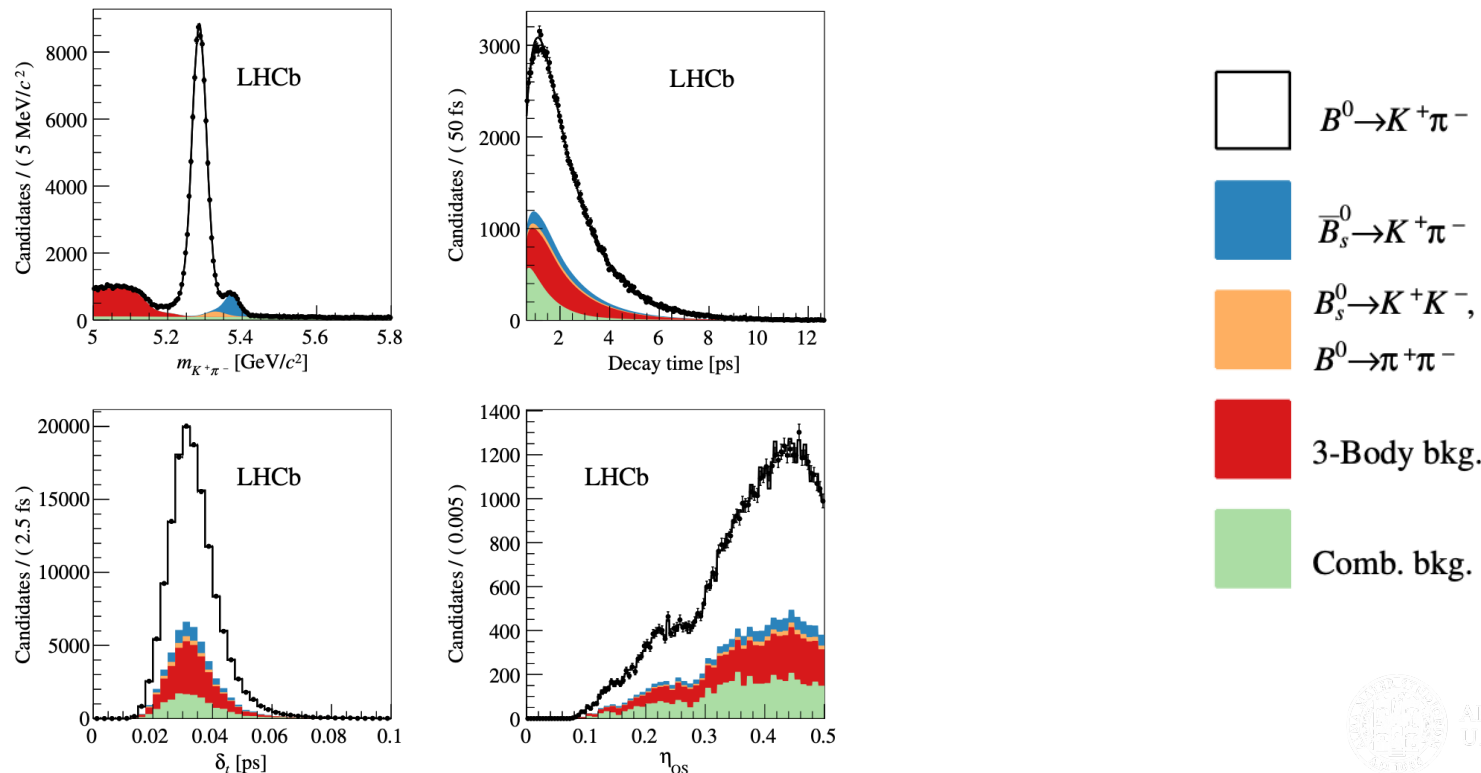 Candidates / ( 5 MeV/c²)
8000
6000
4000
2000
0
LHCb
5
5.2
5.4
5.6
5.8
m_{K⁺π⁻} [GeV/c²]
Candidates / ( 50 fs)
3000
2000
1000
0
LHCb
2
4
6
8
10
12
Decay time [ps]
Candidates / ( 2.5 fs)
20000
15000
10000
5000
0
LHCb
0
0.02
0.04
0.06
0.08
0.1
δ_t [ps]
Candidates / ( 0.005 )
1400
1200
1000
800
600
400
200
0
LHCb
0
0.1
0.2
0.3
0.4
0.5
η_{OS}
B⁰→K⁺π⁻
B̅⁰_s→K⁺π⁻
B⁰_s→K⁺K⁻,
B⁰→π⁺π⁻
3-Body bkg.
Comb. bkg.